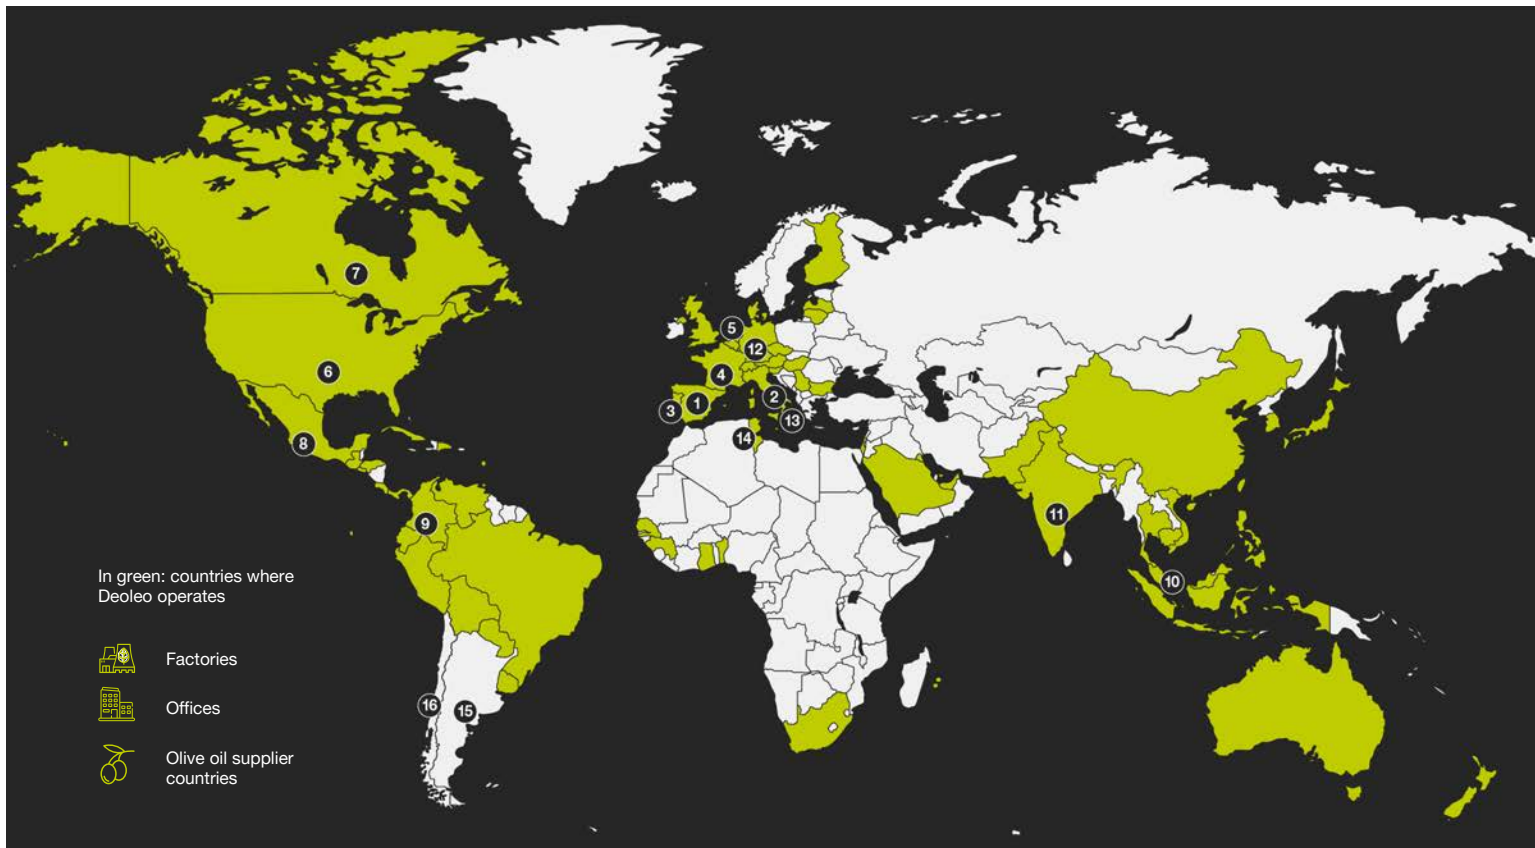 7
5
12
6
4
2
1
3
13
14
8
11
9
10
16
15
In green: countries where
Deoleo operates
Factories
Offices
Olive oil supplier
countries